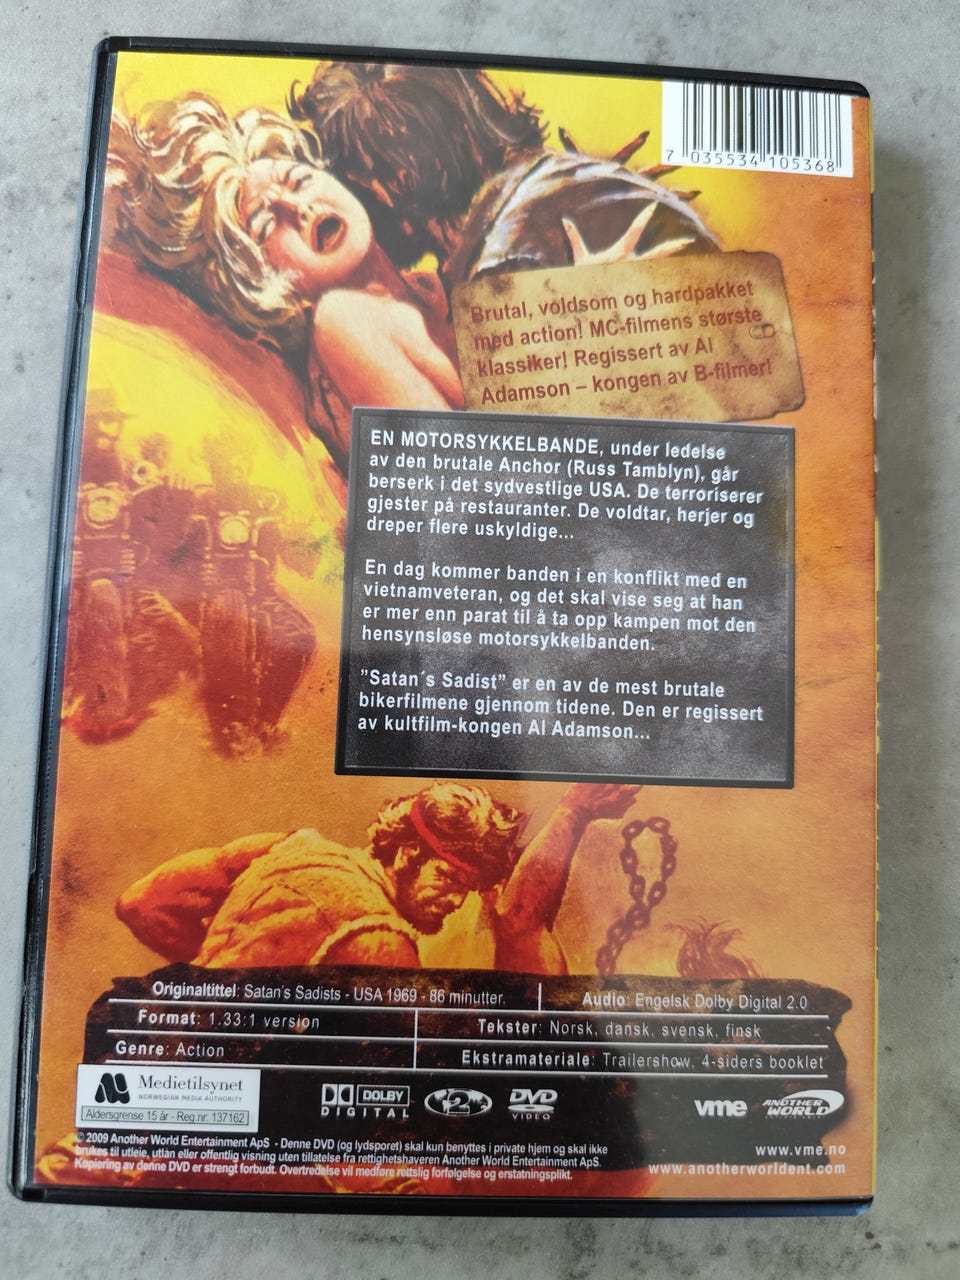 7 035534 105368
Brutal, voldsom og hardpakket
med action! MC-filmens største
klassiker! Regissert av Al
Adamson – kongen av B-filmer!
EN MOTORSYKKELBANDE, under ledelse
av den brutale Anchor (Russ Tamblyn), går
berserk i det sydvestlige USA. De terroriserer
gjester på restauranter. De voldtar, herjer og
dreper flere uskyldige...
En dag kommer banden i en konflikt med en
vietnamveteran, og det skal vise seg at han
er mer enn parat til å ta opp kampen mot den
hensynsløse motorsykkelbanden.
”Satan´s Sadist” er en av de mest brutale
bikerfilmene gjennom tidene. Den er regissert
av kultfilm-kongen Al Adamson...
Originaltittel: Satan's Sadists - USA 1969 - 86 minutter.
Audio: Engelsk Dolby Digital 2.0
Format: 1.33:1 version
Tekster: Norsk, dansk, svensk, finsk
Genre: Action
Ekstramateriale: Trailershow, 4-siders booklet
Medietilsynet
NORWEGIAN MEDIA AUTHORITY
Aldersgrense 15 år - Reg.nr: 137162
DOLBY
DIGITAL
2
DVD
VIDEO
vme
ANOTHER
WORLD
© 2009 Another World Entertainment ApS - Denne DVD (og lydsporet) skal kun benyttes i private hjem og skal ikke
brukes til utleie, utlån eller offentlig visning uten tillatelse fra rettighetshaveren Another World Entertainment ApS.
Kopiering av denne DVD er strengt forbudt. Overtredelse vil medføre rettslig forfølgelse og erstatningsplikt.
www.vme.no
www.anotherworldent.com